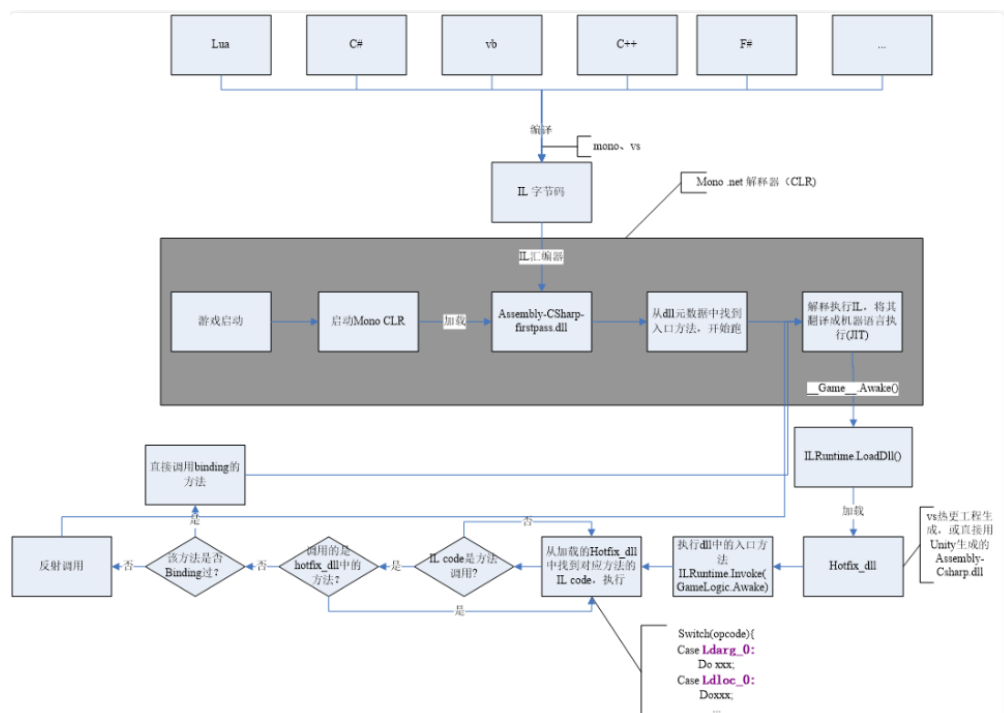 Lua
C#
vb
C++
F#
...
编译
mono、vs
IL 字节码
Mono .net 解释器（CLR)
IL汇编器
游戏启动
启动Mono CLR
加载
Assembly-CSharp-
firstpass.dll
从dll元数据中找到
入口方法，开始跑
解释执行IL，将其
翻译成机器语言执
行(JIT)
__Game__.Awake()
ILRuntime.LoadDll()
加载
直接调用binding的
方法
是
否
反射调用
否
该方法是否
Binding过？
否
调用的是
hotfix_dll中的
方法？
是
IL code是方法
调用？
从加载的Hotfix_dll
中找到对应方法的
IL code，执行
执行dll中的入口方
法
ILRuntime.Invoke(
GameLogic.Awake)
Hotfix_dll
vs热更工程生
成，或直接用
Unity生成的
Assembly-
Csharp.dll
是
Switch(opcode){
Case Ldarg_0:
Do xxx;
Case Ldloc_0:
Doxxx;
...